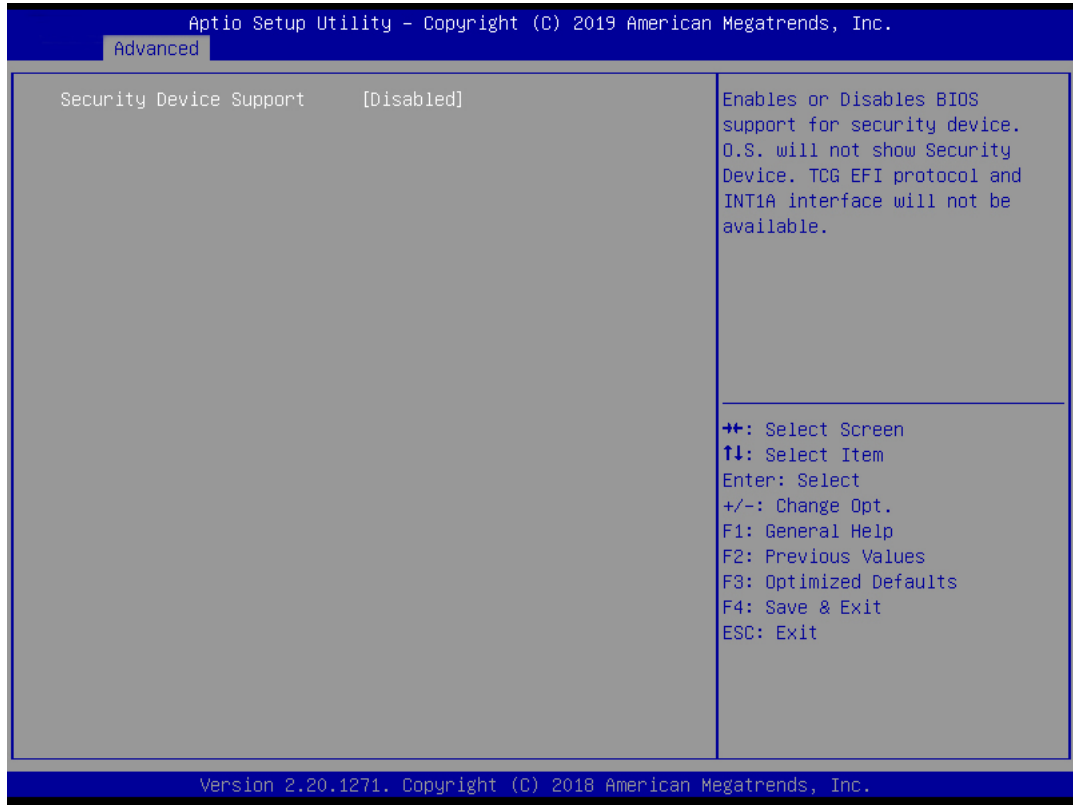 Aptio Setup Utility – Copyright (C) 2019 American Megatrends, Inc.
Advanced
Security Device Support [Disabled]
Enables or Disables BIOS
support for security device.
O.S. will not show Security
Device. TCG EFI protocol and
INT1A interface will not be
available.
→←: Select Screen
↑↓: Select Item
Enter: Select
+/-: Change Opt.
F1: General Help
F2: Previous Values
F3: Optimized Defaults
F4: Save & Exit
ESC: Exit
Version 2.20.1271. Copyright (C) 2018 American Megatrends, Inc.